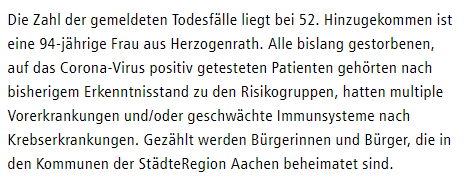 Die Zahl der gemeldeten Todesfälle liegt bei 52. Hinzugekommen ist
eine 94-jährige Frau aus Herzogenrath. Alle bislang gestorbenen,
auf das Corona-Virus positiv getesteten Patienten gehörten nach
bisherigem Erkenntnisstand zu den Risikogruppen, hatten multiple
Vorerkrankungen und/oder geschwächte Immunsysteme nach
Krebserkrankungen. Gezählt werden Bürgerinnen und Bürger, die in
den Kommunen der StädteRegion Aachen beheimatet sind.